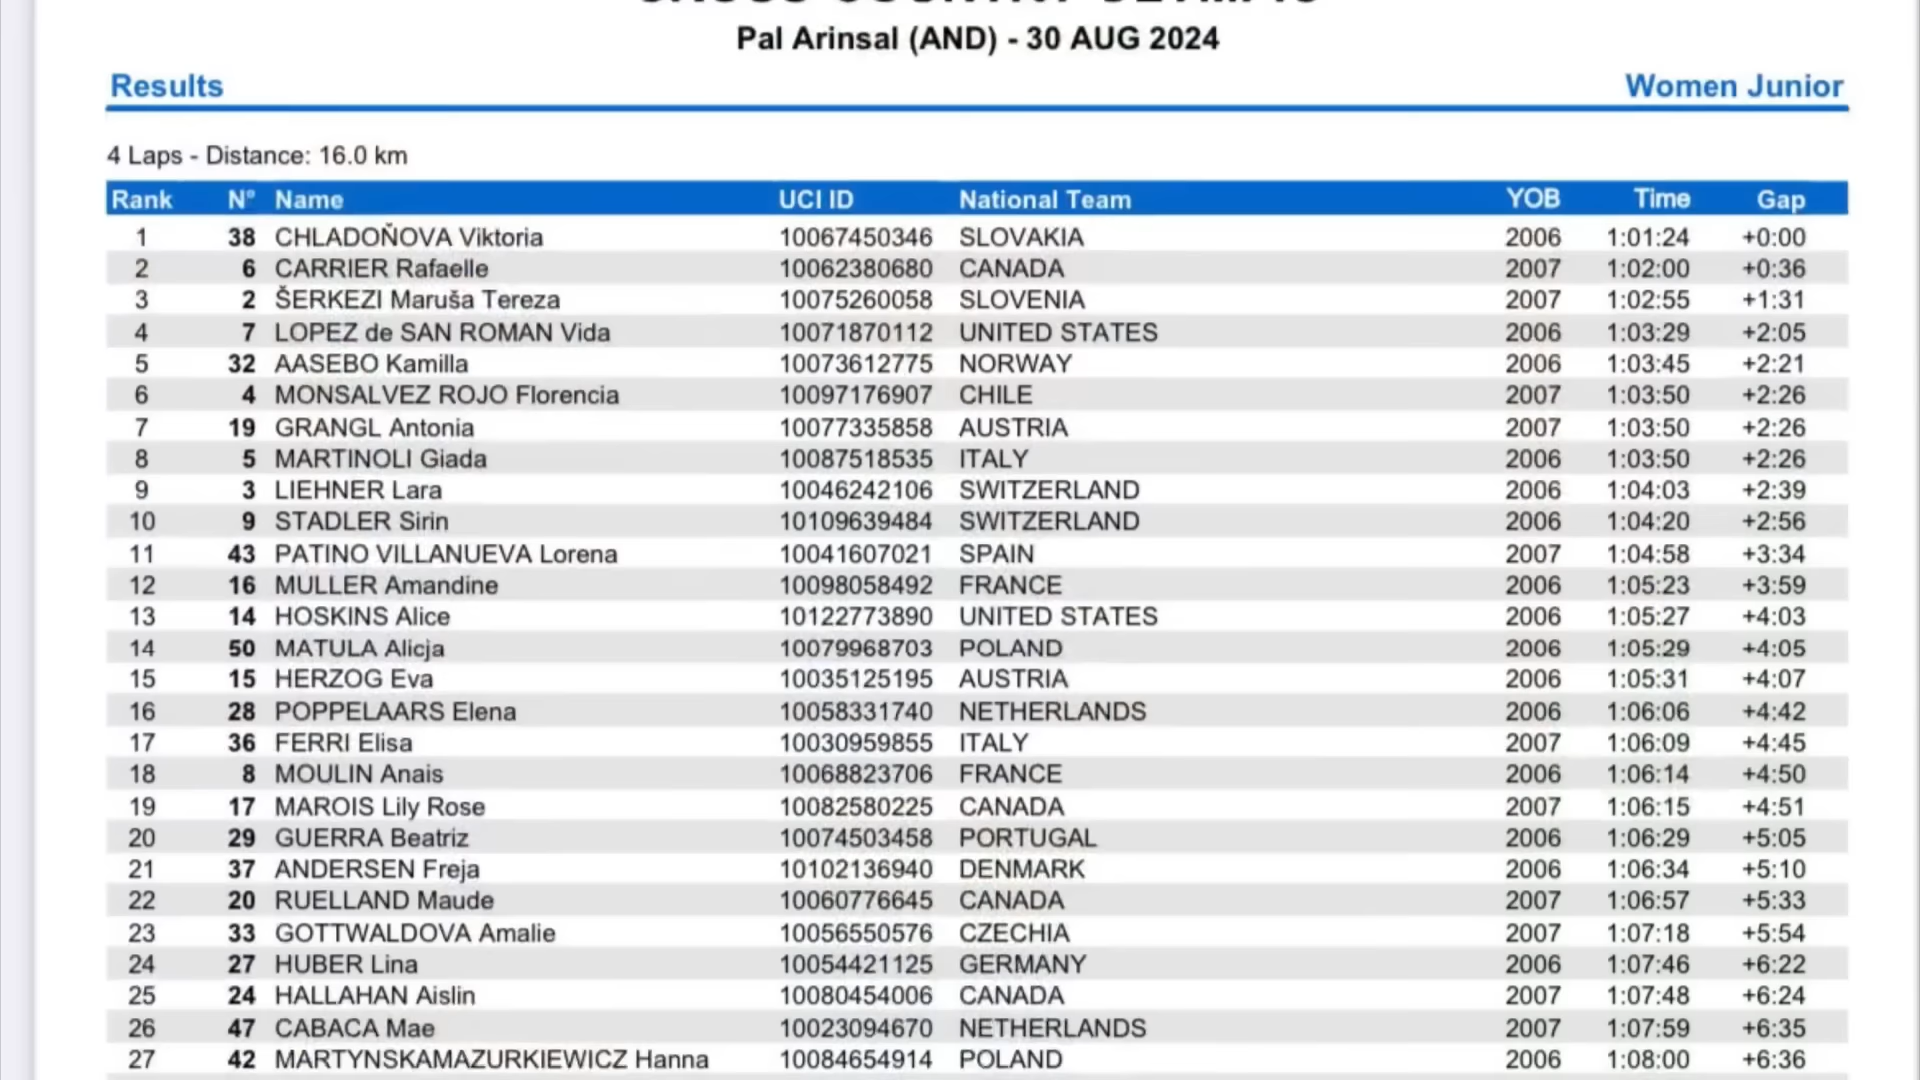 CROSS-COUNTRY OLYMPIC
Pal Arinsal (AND) - 30 AUG 2024
Results Women Junior
4 Laps - Distance: 16.0 km
Rank N° Name UCI ID National Team YOB Time Gap
1 38 CHLADOŇOVA Viktoria 10067450346 SLOVAKIA 2006 1:01:24 +0:00
2 6 CARRIER Rafaelle 10062380680 CANADA 2007 1:02:00 +0:36
3 2 ŠERKEZI Maruša Tereza 10075260058 SLOVENIA 2007 1:02:55 +1:31
4 7 LOPEZ de SAN ROMAN Vida 10071870112 UNITED STATES 2006 1:03:29 +2:05
5 32 AASEBO Kamilla 10073612775 NORWAY 2006 1:03:45 +2:21
6 4 MONSALVEZ ROJO Florencia 10097176907 CHILE 2007 1:03:50 +2:26
7 19 GRANGL Antonia 10077335858 AUSTRIA 2007 1:03:50 +2:26
8 5 MARTINOLI Giada 10087518535 ITALY 2006 1:03:50 +2:26
9 3 LIEHNER Lara 10046242106 SWITZERLAND 2006 1:04:03 +2:39
10 9 STADLER Sirin 10109639484 SWITZERLAND 2006 1:04:20 +2:56
11 43 PATINO VILLANUEVA Lorena 10041607021 SPAIN 2007 1:04:58 +3:34
12 16 MULLER Amandine 10098058492 FRANCE 2006 1:05:23 +3:59
13 14 HOSKINS Alice 10122773890 UNITED STATES 2006 1:05:27 +4:03
14 50 MATULA Alicja 10079968703 POLAND 2006 1:05:29 +4:05
15 15 HERZOG Eva 10035125195 AUSTRIA 2006 1:05:31 +4:07
16 28 POPPELAARS Elena 10058331740 NETHERLANDS 2006 1:06:06 +4:42
17 36 FERRI Elisa 10030959855 ITALY 2007 1:06:09 +4:45
18 8 MOULIN Anais 10068823706 FRANCE 2006 1:06:14 +4:50
19 17 MAROIS Lily Rose 10082580225 CANADA 2007 1:06:15 +4:51
20 29 GUERRA Beatriz 10074503458 PORTUGAL 2006 1:06:29 +5:05
21 37 ANDERSEN Freja 10102136940 DENMARK 2006 1:06:34 +5:10
22 20 RUELLAND Maude 10060776645 CANADA 2007 1:06:57 +5:33
23 33 GOTTWALDOVA Amalie 10056550576 CZECHIA 2007 1:07:18 +5:54
24 27 HUBER Lina 10054421125 GERMANY 2006 1:07:46 +6:22
25 24 HALLAHAN Aislin 10080454006 CANADA 2007 1:07:48 +6:24
26 47 CABACA Mae 10023094670 NETHERLANDS 2007 1:07:59 +6:35
27 42 MARTYNSKAMAZURKIEWICZ Hanna 10084654914 POLAND 2006 1:08:00 +6:36